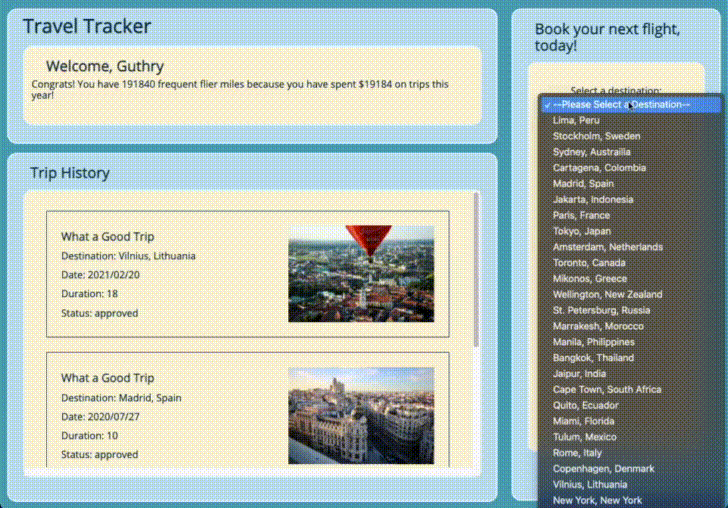 Travel Tracker
Welcome, Guthry
Congrats! You have 191840 frequent flier miles because you have spent $19184 on trips this
year!
Trip History
What a Good Trip
Destination: Vilnius, Lithuania
Date: 2021/02/20
Duration: 18
Status: approved
What a Good Trip
Destination: Madrid, Spain
Date: 2020/07/27
Duration: 10
Status: approved
Book your next flight,
today!
Select a destination:
✓ --Please Select a Destination--
Lima, Peru
Stockholm, Sweden
Sydney, Austrailia
Cartagena, Colombia
Madrid, Spain
Jakarta, Indonesia
Paris, France
Tokyo, Japan
Amsterdam, Netherlands
Toronto, Canada
Mikonos, Greece
Wellington, New Zealand
St. Petersburg, Russia
Marrakesh, Morocco
Manila, Philippines
Bangkok, Thailand
Jaipur, India
Cape Town, South Africa
Quito, Ecuador
Miami, Florida
Tulum, Mexico
Rome, Italy
Copenhagen, Denmark
Vilnius, Lithuania
New York, New York